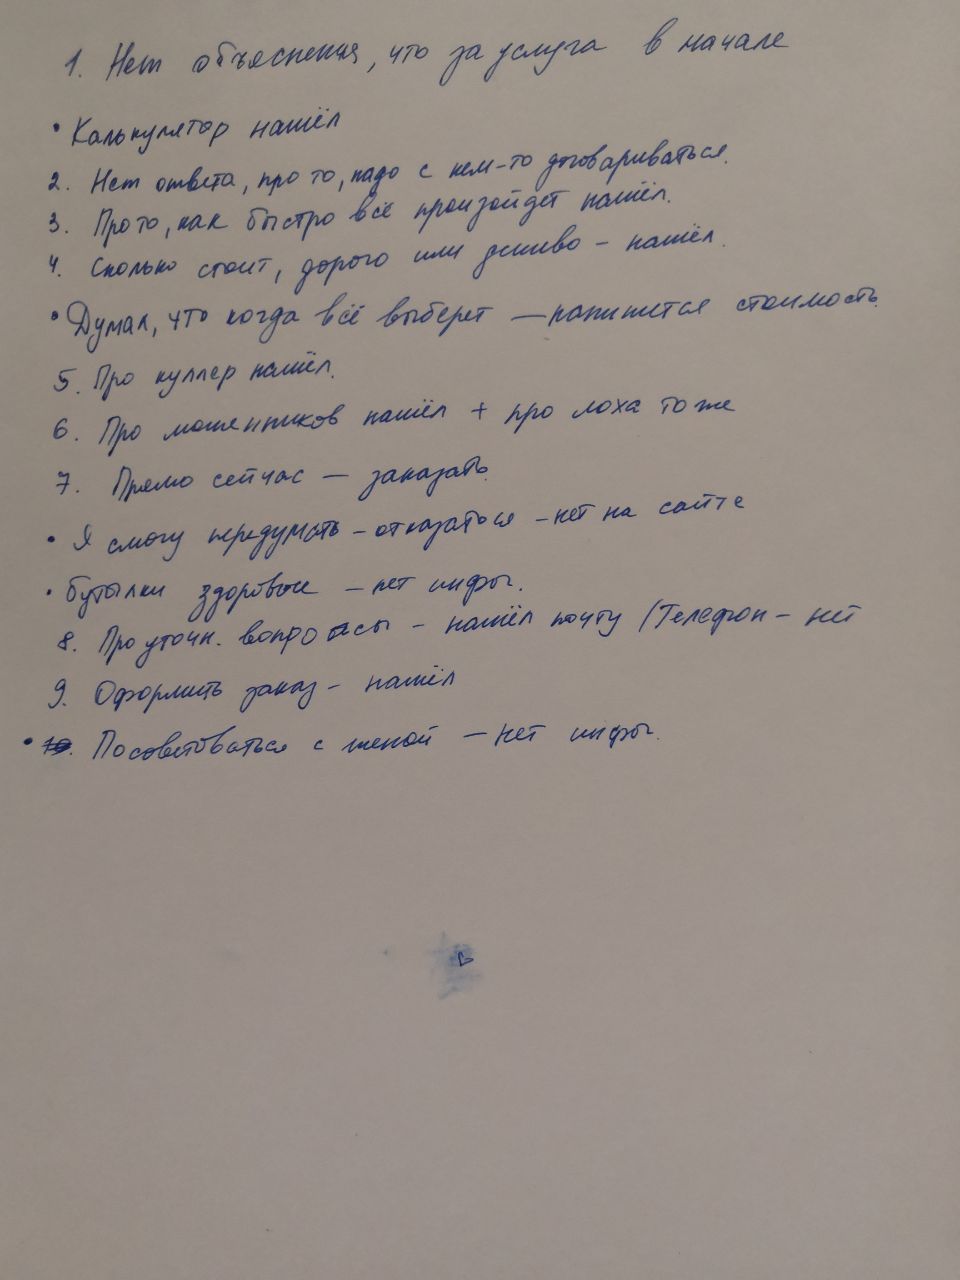 1. Нет объяснения, что за услуга в начале
• Калькулятор нашёл
2. Нет ответа, про то, надо с кем-то договариваться.
3. Про то, как быстро всё произойдет нашёл.
4. Сколько стоит, дорого или дешиво - нашёл.
• Думал, что когда всё выберет — напишется стоимость.
5. Про куллер нашёл.
6. Про мошенников нашёл + про лоха тоже
7. Прямо сейчас — заказать.
• Я смогу передумать - отказаться - нет на сайте
• Бутылки здоровые - нет инфы.
8. Про уточн. вопросы - нашёл почту / Телефон - нет
9. Оформить заказ - нашёл
• 10. Посоветоваться с женой - нет инфы.